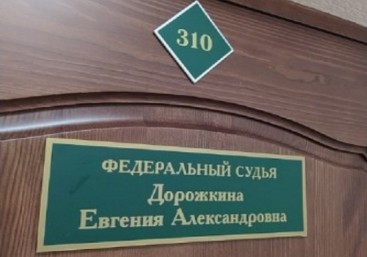 310
ФЕДЕРАЛЬНЫЙ СУДЬЯ
Дорожкина
Евгения Александровна